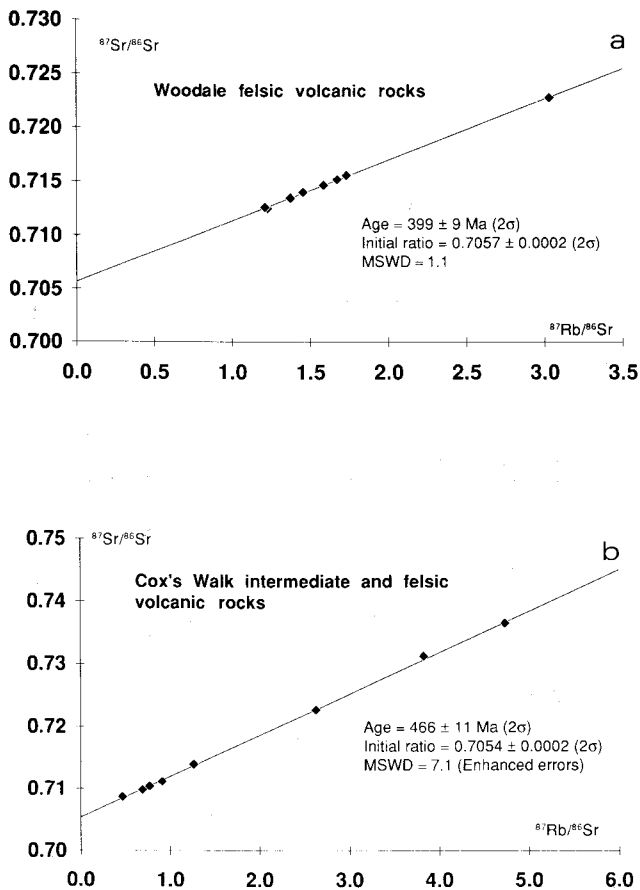 0.730
⁸⁷Sr/⁸⁶Sr
a
0.725
Woodale felsic volcanic rocks
0.720
0.715
0.710
Age = 399 ± 9 Ma (2σ)
Initial ratio = 0.7057 ± 0.0002 (2σ)
MSWD = 1.1
0.705
⁸⁷Rb/⁸⁶Sr
0.700
0.0 0.5 1.0 1.5 2.0 2.5 3.0 3.5
0.75
⁸⁷Sr/⁸⁶Sr
b
Cox's Walk intermediate and felsic
volcanic rocks
0.74
0.73
0.72
Age = 466 ± 11 Ma (2σ)
Initial ratio = 0.7054 ± 0.0002 (2σ)
MSWD = 7.1 (Enhanced errors)
0.71
⁸⁷Rb/⁸⁶Sr
0.70
0.0 1.0 2.0 3.0 4.0 5.0 6.0